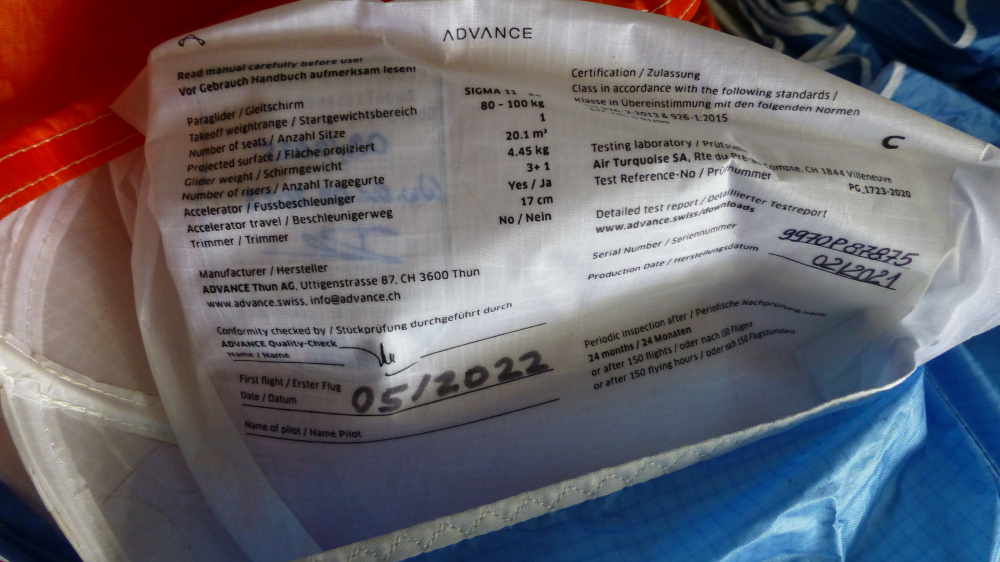 ADVANCE
Read manual carefully before use!
Vor Gebrauch Handbuch aufmerksam lesen!
Paraglider / Gleitschirm SIGMA 11
Takeoff weightrange / Startgewichtsbereich 80 – 100 kg
Number of seats / Anzahl Sitze 1
Projected surface / Fläche projiziert 20.1 m²
Glider weight / Schirmgewicht 4.45 kg
Number of risers / Anzahl Tragegurte 3+ 1
Accelerator / Fussbeschleuniger Yes / Ja
Accelerator travel / Beschleunigerweg 17 cm
Trimmer / Trimmer No / Nein
Manufacturer / Hersteller
ADVANCE Thun AG, Uttigenstrasse 87, CH 3600 Thun
www.advance.swiss, info@advance.ch
Conformity checked by / Stückprüfung durchgeführt durch
ADVANCE Quality-Check
Name / Name
First flight / Erster Flug
Date / Datum 05/2022
Name of pilot / Name Pilot
Certification / Zulassung
Class in accordance with the following standards /
Klasse in Übereinstimmung mit den folgenden Normen
926-1:2015
C
Testing laboratory /
Air Turquoise SA, Rte du CH 1844 Villeneuve
Test Reference-No / PG_1723-2020
Detailed test report / Detaillierter Testreport
www.advance.swiss/downloads
Serial Number / Seriennummer 9970P87875
Production Date / Herstellungsdatum 02/2021
Periodic inspection after / Periodische Nachprüfung nach
24 months / 24 Monaten
or after 150 flights / oder nach 150 Flügen
or after 150 flying hours / oder nach 150 Flugstunden